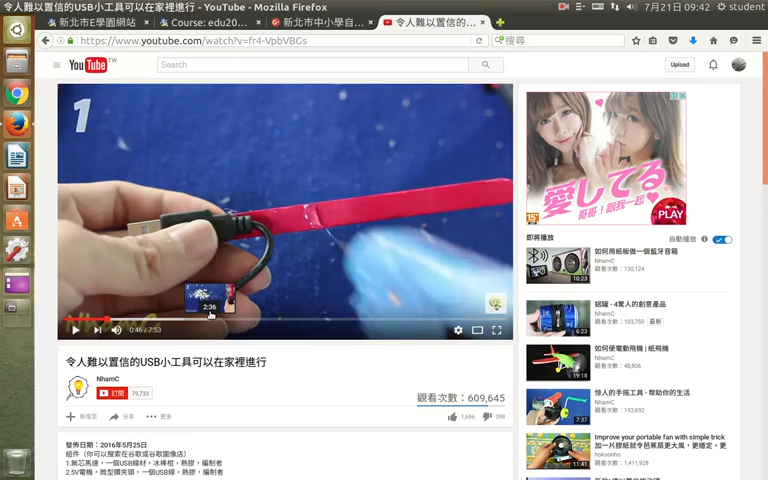 令人難以置信的USB小工具可以在家裡進行 - YouTube - Mozilla Firefox
7月21日 09:42 student
新北市E學園網站
Course: edu20...
新北市中小學自...
令人難以置信的...
https://www.youtube.com/watch?v=fr4-VpbVBGs
搜尋
YouTube TW
Search
Upload
1
2:36
NhamC
0:46 / 7:53
愛してる
哥哥！跟我一起
PLAY
15+
即將播放
自動播放
如何用紙板做一個藍牙音箱
NhamC
觀看次數：130,124
10:23
鋁罐 - 4驚人的創意產品
NhamC
觀看次數：103,750 最新
6:23
如何使電動飛機 | 紙飛機
NhamC
觀看次數：48,806
19:18
惊人的手摇工具 - 帮助你的生活
NhamC
觀看次數：193,692
7:37
Improve your portable fan with simple trick
加一片膠紙就令芭蕉扇更大風，更穩定，更
hokoonho
觀看次數：1,411,928
11:41
令人難以置信的USB小工具可以在家裡進行
NhamC
訂閱 79,733
觀看次數：609,645
新增至
分享
更多
1,686
398
發佈日期：2016年5月25日
組件（你可以搜索在谷歌或谷歌圖像店）
1.無芯馬達，一個USB線材，冰棒棍，熱膠，編制者
2.5V電機，微型鑽夾頭，一個USB線，熱膠，編制者